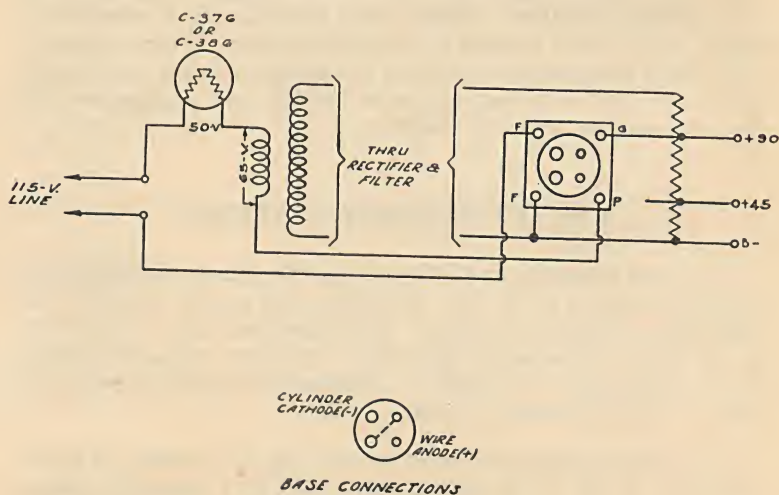 C-376
OR
C-386
50V
65-V.
115-V.
LINE
THRU
RECTIFIER &
FILTER
F
G
F
P
+90
+45
B-
CYLINDER
CATHODE(-)
WIRE
ANODE(+)
BASE CONNECTIONS